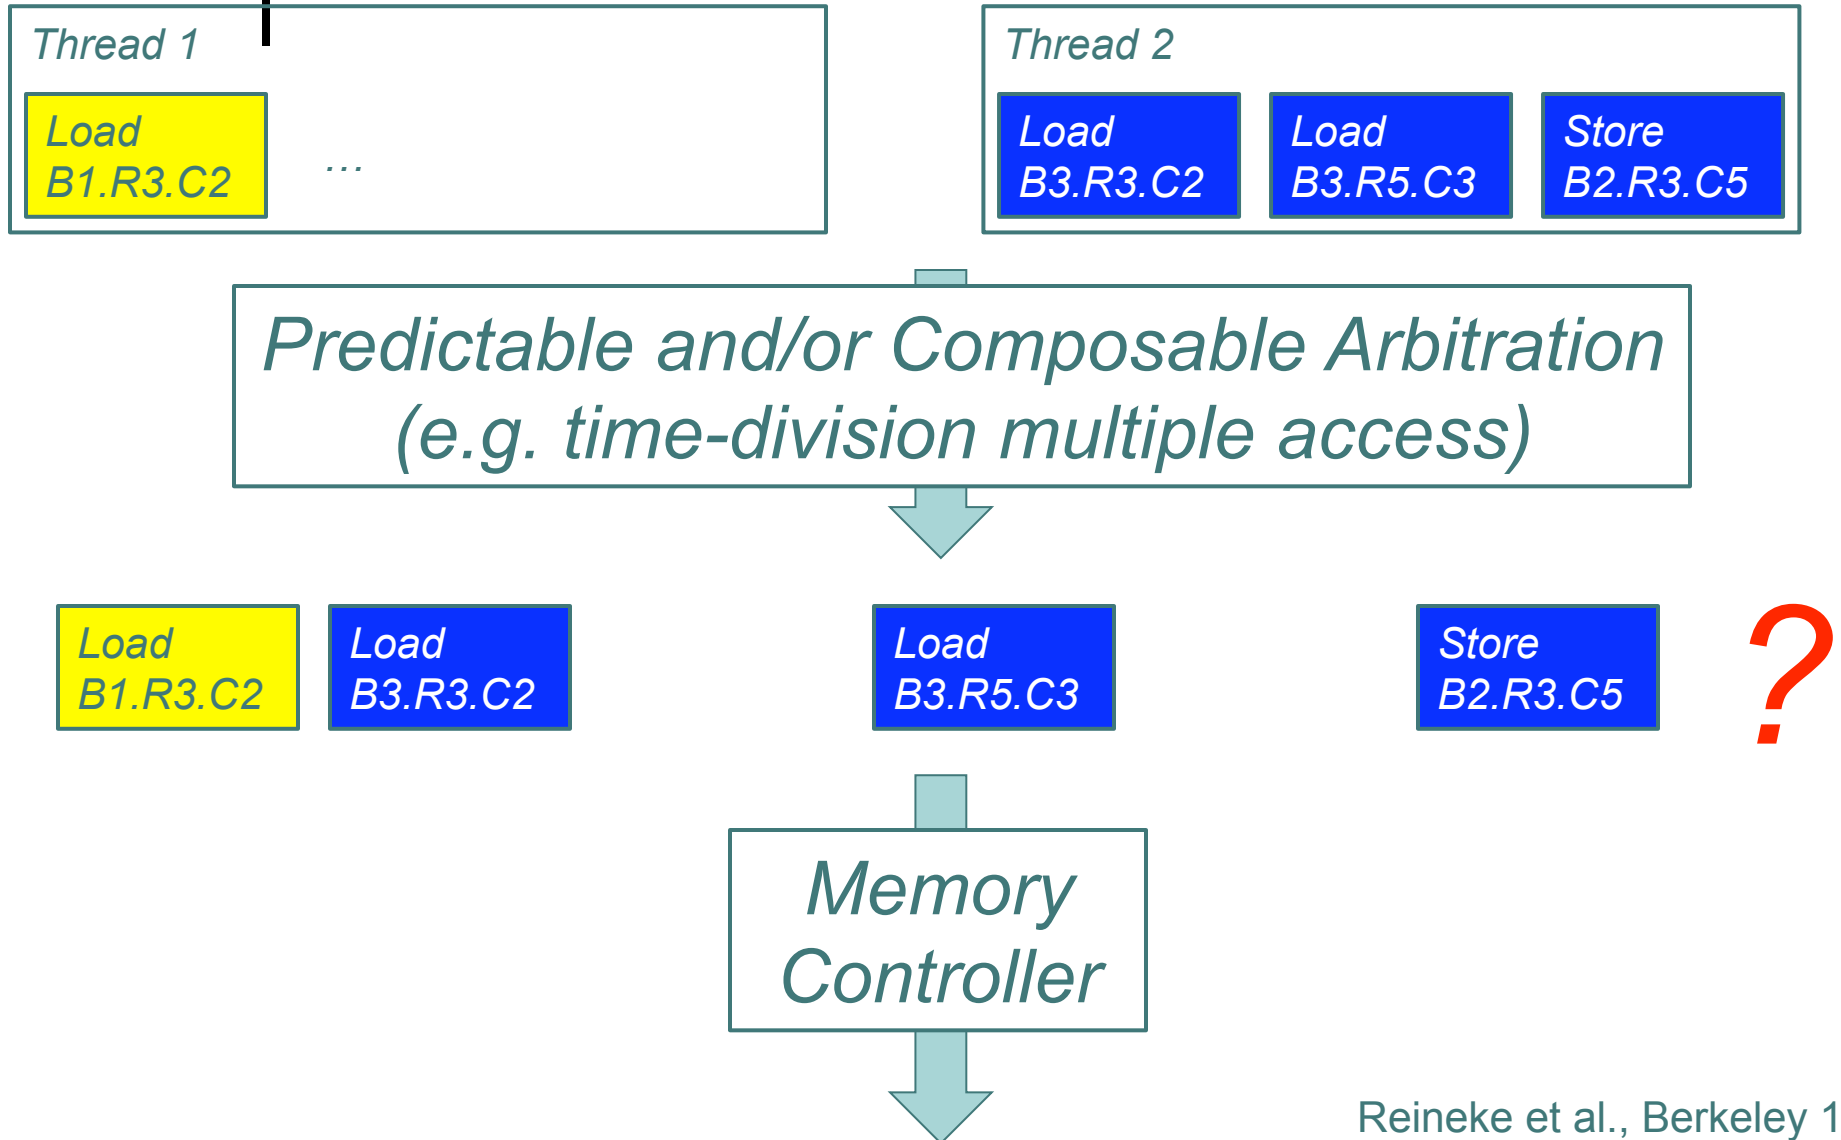 Thread 1
Load
B1.R3.C2
...
Thread 2
Load
B3.R3.C2
Load
B3.R5.C3
Store
B2.R3.C5
Predictable and/or Composable Arbitration
(e.g. time-division multiple access)
Load
B1.R3.C2
Load
B3.R3.C2
Load
B3.R5.C3
Store
B2.R3.C5
?
Memory
Controller
Reineke et al., Berkeley 1